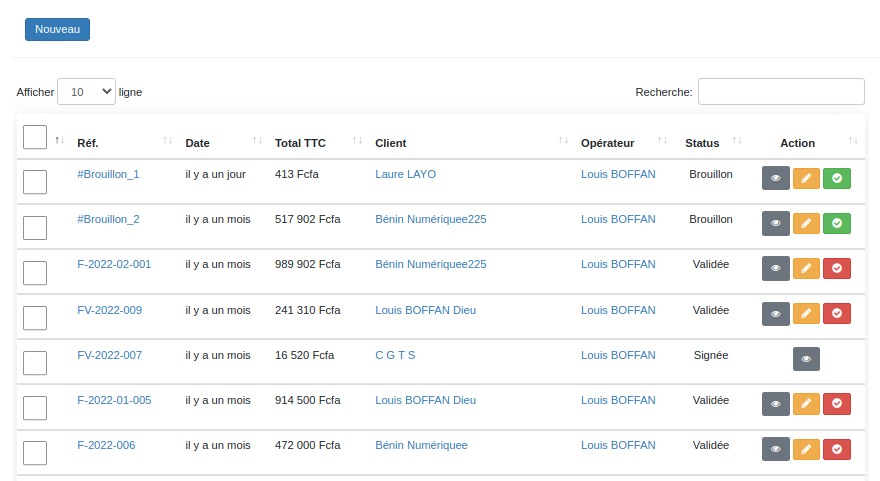 Nouveau
Afficher 10 ligne Recherche:
Réf. Date Total TTC Client Opérateur Status Action
#Brouillon_1 il y a un jour 413 Fcfa Laure LAYO Louis BOFFAN Brouillon
#Brouillon_2 il y a un mois 517 902 Fcfa Bénin Numériquee225 Louis BOFFAN Brouillon
F-2022-02-001 il y a un mois 989 902 Fcfa Bénin Numériquee225 Louis BOFFAN Validée
FV-2022-009 il y a un mois 241 310 Fcfa Louis BOFFAN Dieu Louis BOFFAN Validée
FV-2022-007 il y a un mois 16 520 Fcfa C G T S Louis BOFFAN Signée
F-2022-01-005 il y a un mois 914 500 Fcfa Louis BOFFAN Dieu Louis BOFFAN Validée
F-2022-006 il y a un mois 472 000 Fcfa Bénin Numériquee Louis BOFFAN Validée